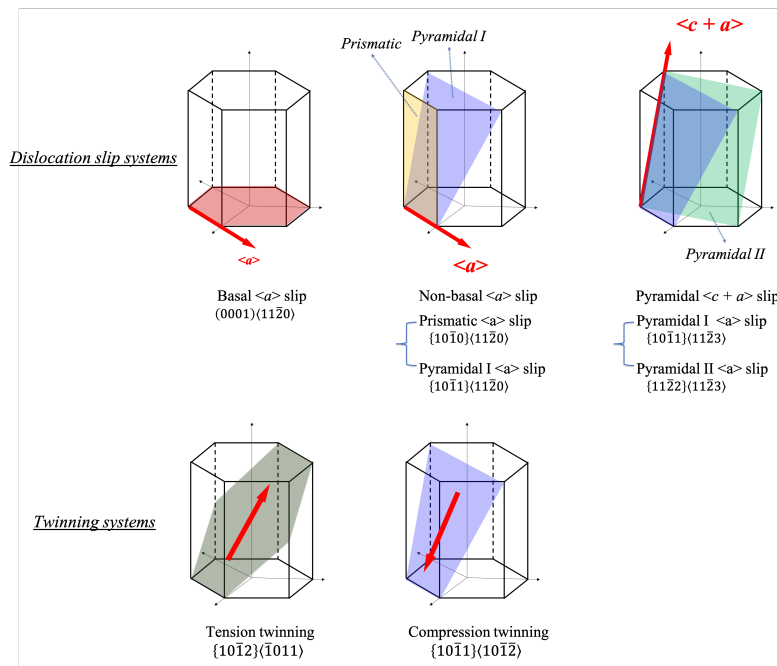 Prismatic
Pyramidal I
<c + a>
Dislocation slip systems
<a>
<a>
Pyramidal II
Basal <a> slip
(0001)⟨112̄0⟩
Non-basal <a> slip
Prismatic <a> slip
{101̄0}⟨112̄0⟩
Pyramidal I <a> slip
{101̄1}⟨112̄0⟩
Pyramidal <c + a> slip
Pyramidal I <a> slip
{101̄1}⟨112̄3⟩
Pyramidal II <a> slip
{112̄2}⟨112̄3⟩
Twinning systems
Tension twinning
{101̄2}⟨1̄011⟩
Compression twinning
{101̄1}⟨101̄2̄⟩